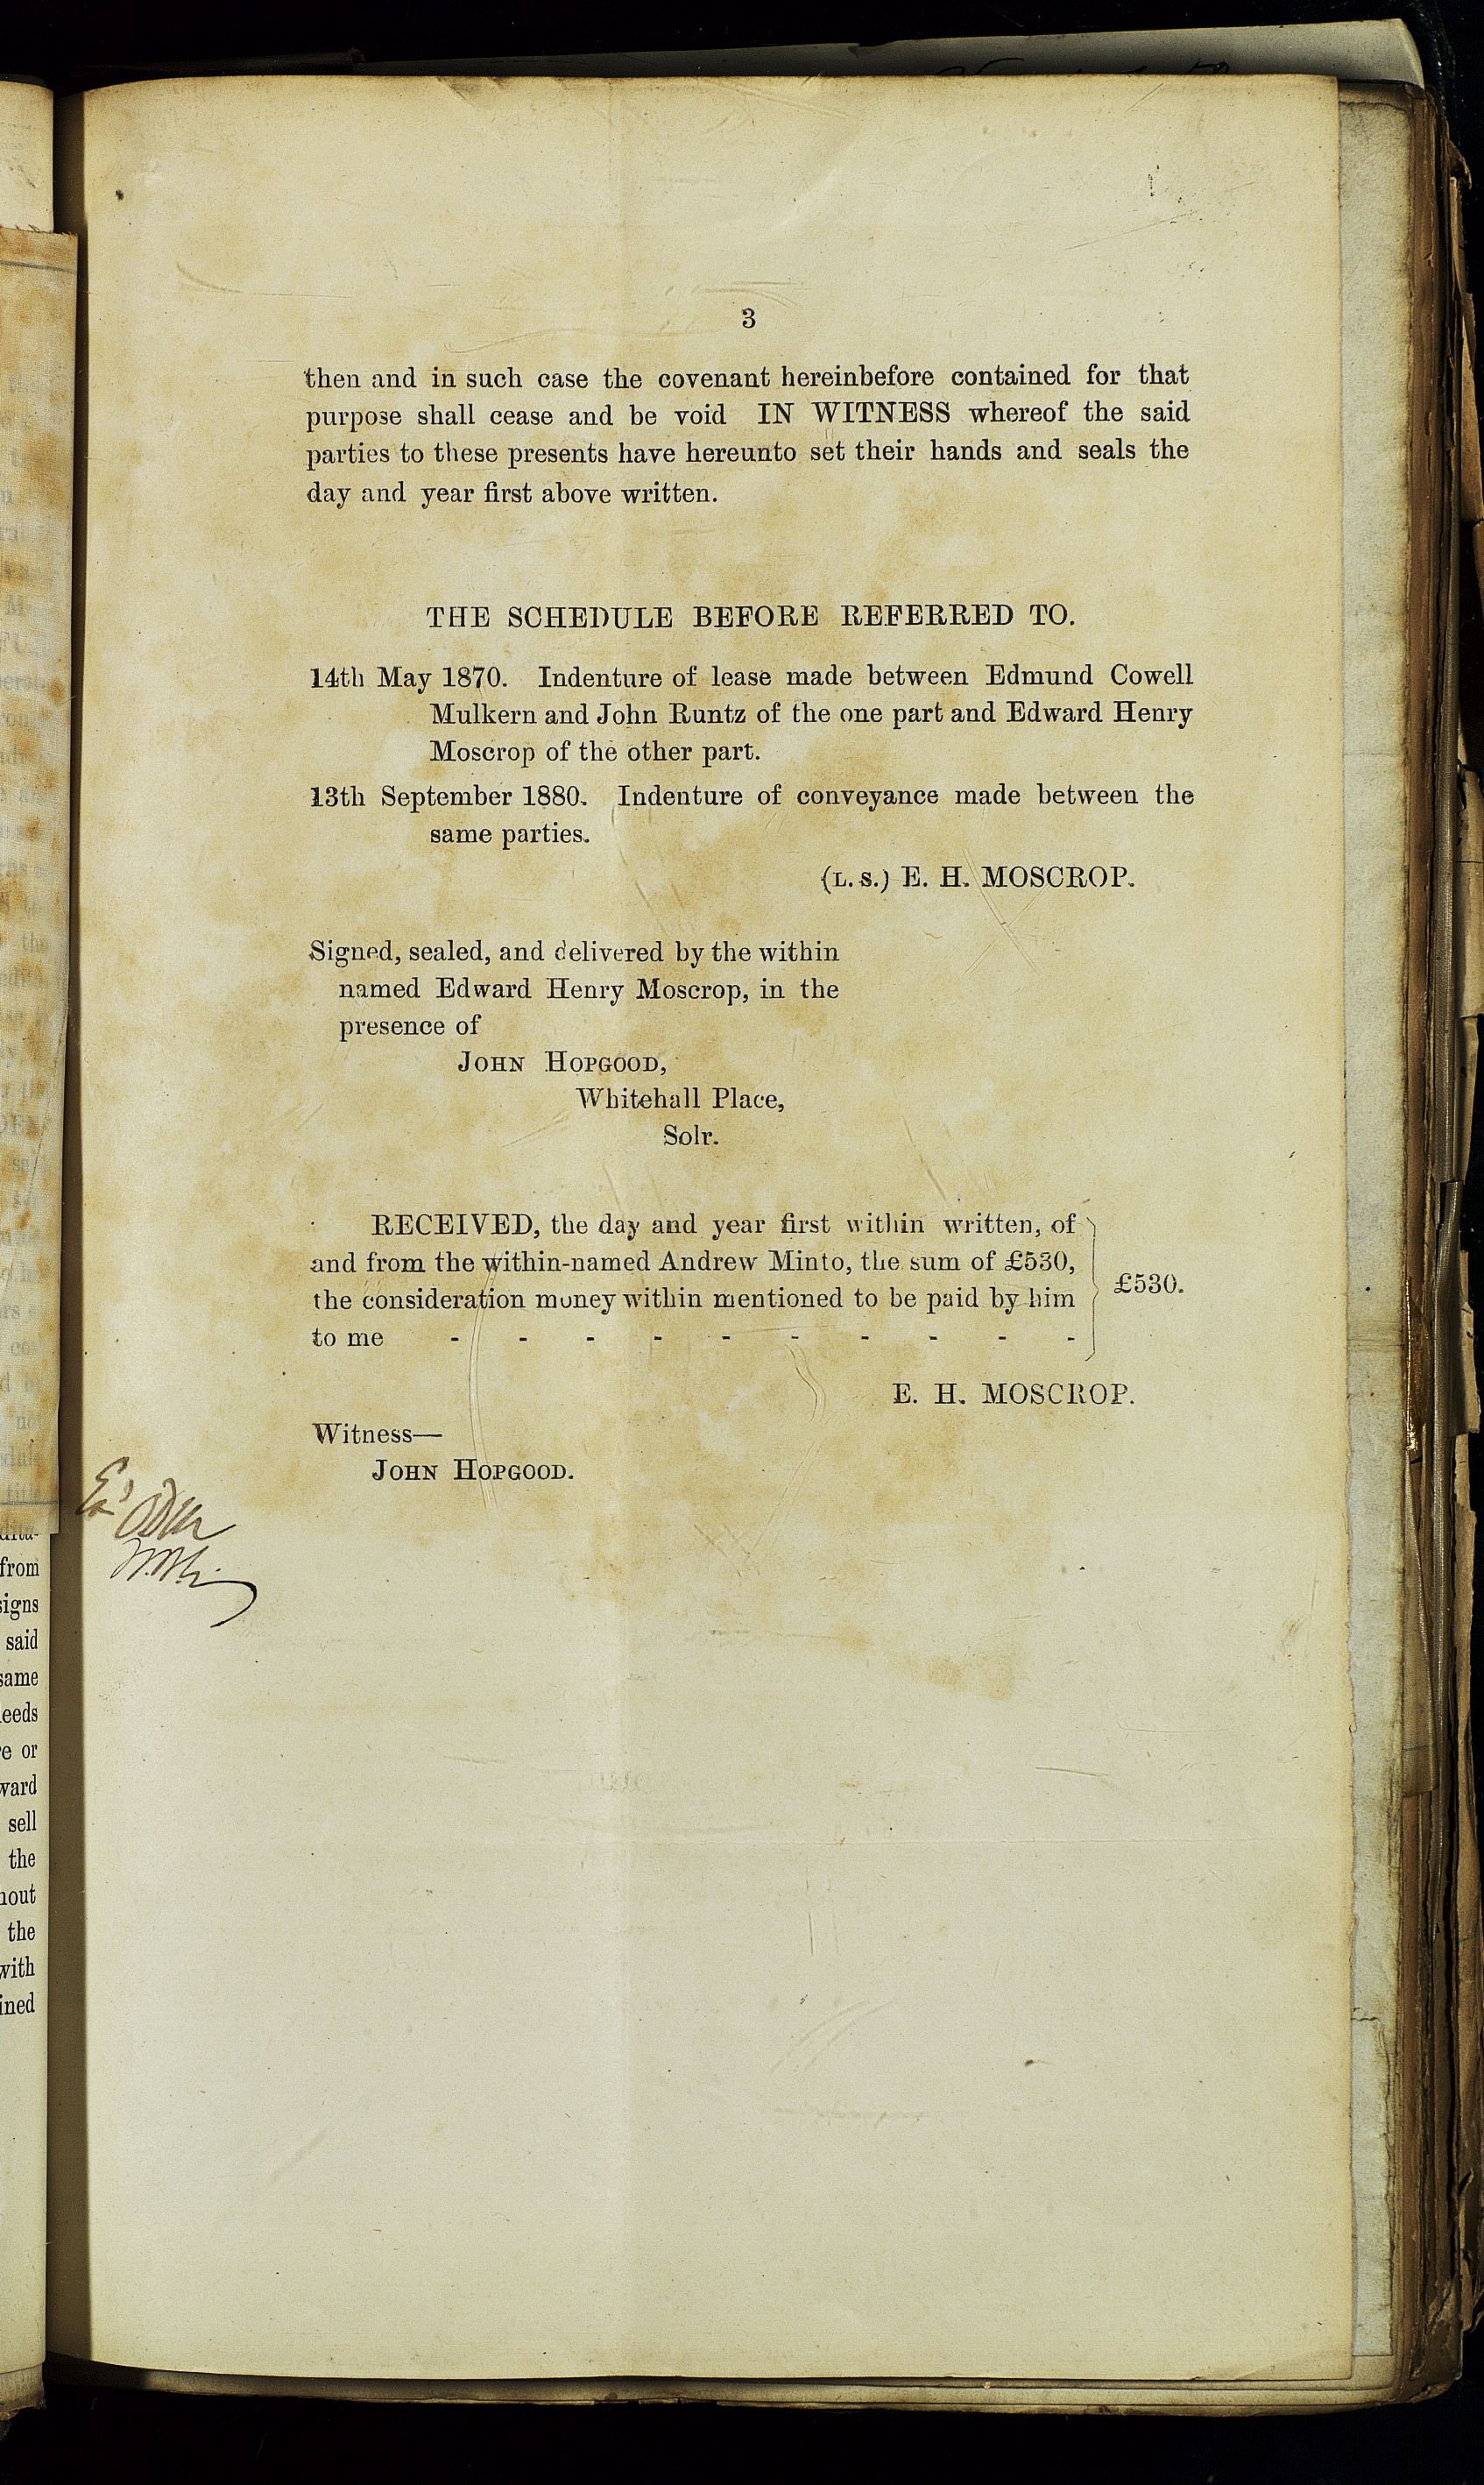 3
then and in such case the covenant hereinbefore contained for that
purpose shall cease and be void IN WITNESS whereof the said
parties to these presents have hereunto set their hands and seals the
day and year first above written.
THE SCHEDULE BEFORE REFERRED TO.
14th May 1870. Indenture of lease made between Edmund Cowell
Mulkern and John Runtz of the one part and Edward Henry
Moscrop of the other part.
13th September 1880. Indenture of conveyance made between the
same parties.
(L. S.) E. H. MOSCROP.
Signed, sealed, and delivered by the within
named Edward Henry Moscrop, in the
presence of
JOHN HOPGOOD,
Whitehall Place,
Solr.
RECEIVED, the day and year first within written, of
and from the within-named Andrew Minto, the sum of £530,
the consideration money within mentioned to be paid by him
to me - - - - - - - - - -
£530.
E. H. MOSCROP.
Witness—
JOHN HOPGOOD.
from
signs
said
same
or
sell
the
the
with